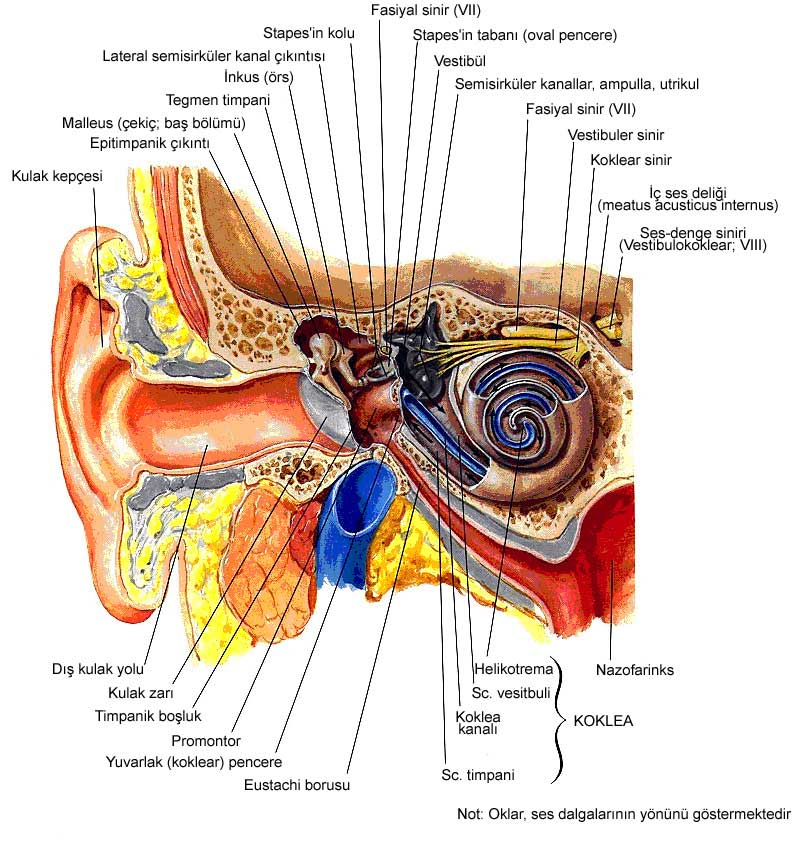 Fasiyal sinir (VII)
Stapes'in kolu
Stapes'in tabanı (oval pencere)
Lateral semisirküler kanal çıkıntısı
Vestibül
İnkus (örs)
Semisirküler kanallar, ampulla, utrikul
Tegmen timpani
Fasiyal sinir (VII)
Malleus (çekiç; baş bölümü)
Vestibuler sinir
Epitimpanik çıkıntı
Koklear sinir
Kulak kepçesi
İç ses deliği
(meatus acusticus internus)
Ses-denge siniri
(Vestibulokoklear; VIII)
Dış kulak yolu
Helikotrema
Nazofarinks
Kulak zarı
Sc. vesitbuli
Timpanik boşluk
Koklea
kanalı
KOKLEA
Promontor
Yuvarlak (koklear) pencere
Sc. timpani
Eustachi borusu
Not: Oklar, ses dalgalarının yönünü göstermektedir